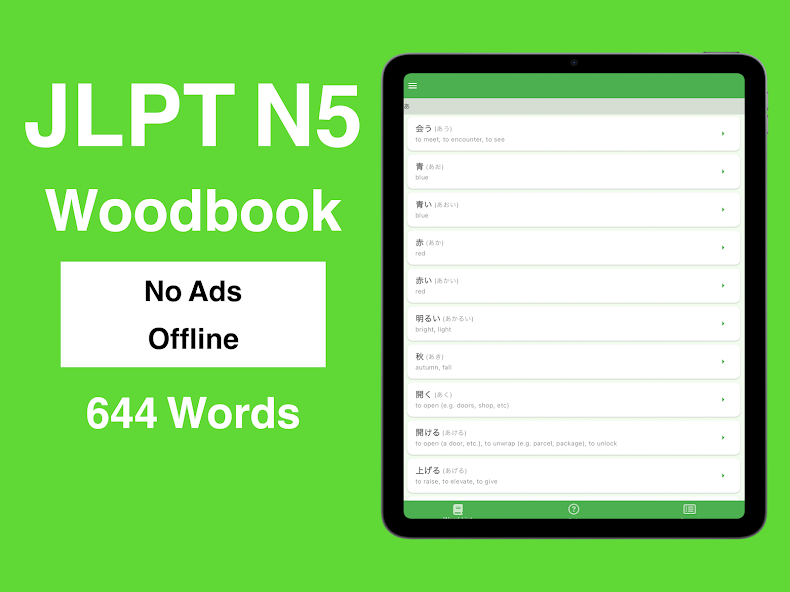 JLPT N5
Woodbook
No Ads
Offline
644 Words
あ
会う (あう)
to meet, to encounter, to see
青 (あお)
blue
青い (あおい)
blue
赤 (あか)
red
赤い (あかい)
red
明るい (あかるい)
bright, light
秋 (あき)
autumn, fall
開く (あく)
to open (e.g. doors, shop, etc)
開ける (あける)
to open (a door, etc.), to unwrap (e.g. parcel, package), to unlock
上げる (あげる)
to raise, to elevate, to give